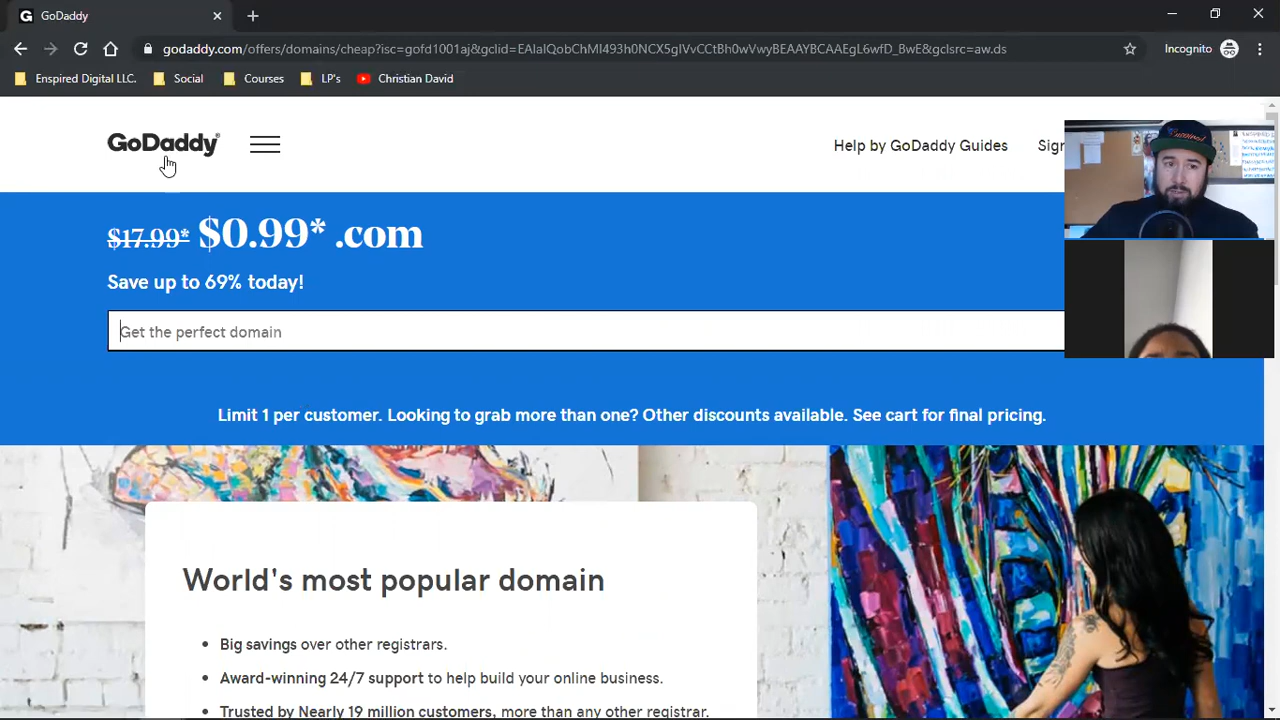 GoDaddy
godaddy.com/offers/domains/cheap?isc=gofd1001aj&gclid=EAIaIQobChMI493h0NCX5gIVvCCtBh0wVwyBEAAYBCAAEgL6wfD_BwE&gclsrc=aw.ds
Incognito
Enspired Digital LLC. Social Courses LP's Christian David
GoDaddy
Help by GoDaddy Guides Sign
$17.99* $0.99* .com
Save up to 69% today!
Get the perfect domain
Limit 1 per customer. Looking to grab more than one? Other discounts available. See cart for final pricing.
World's most popular domain
Big savings over other registrars.
Award-winning 24/7 support to help build your online business.
Trusted by Nearly 19 million customers, more than any other registrar.